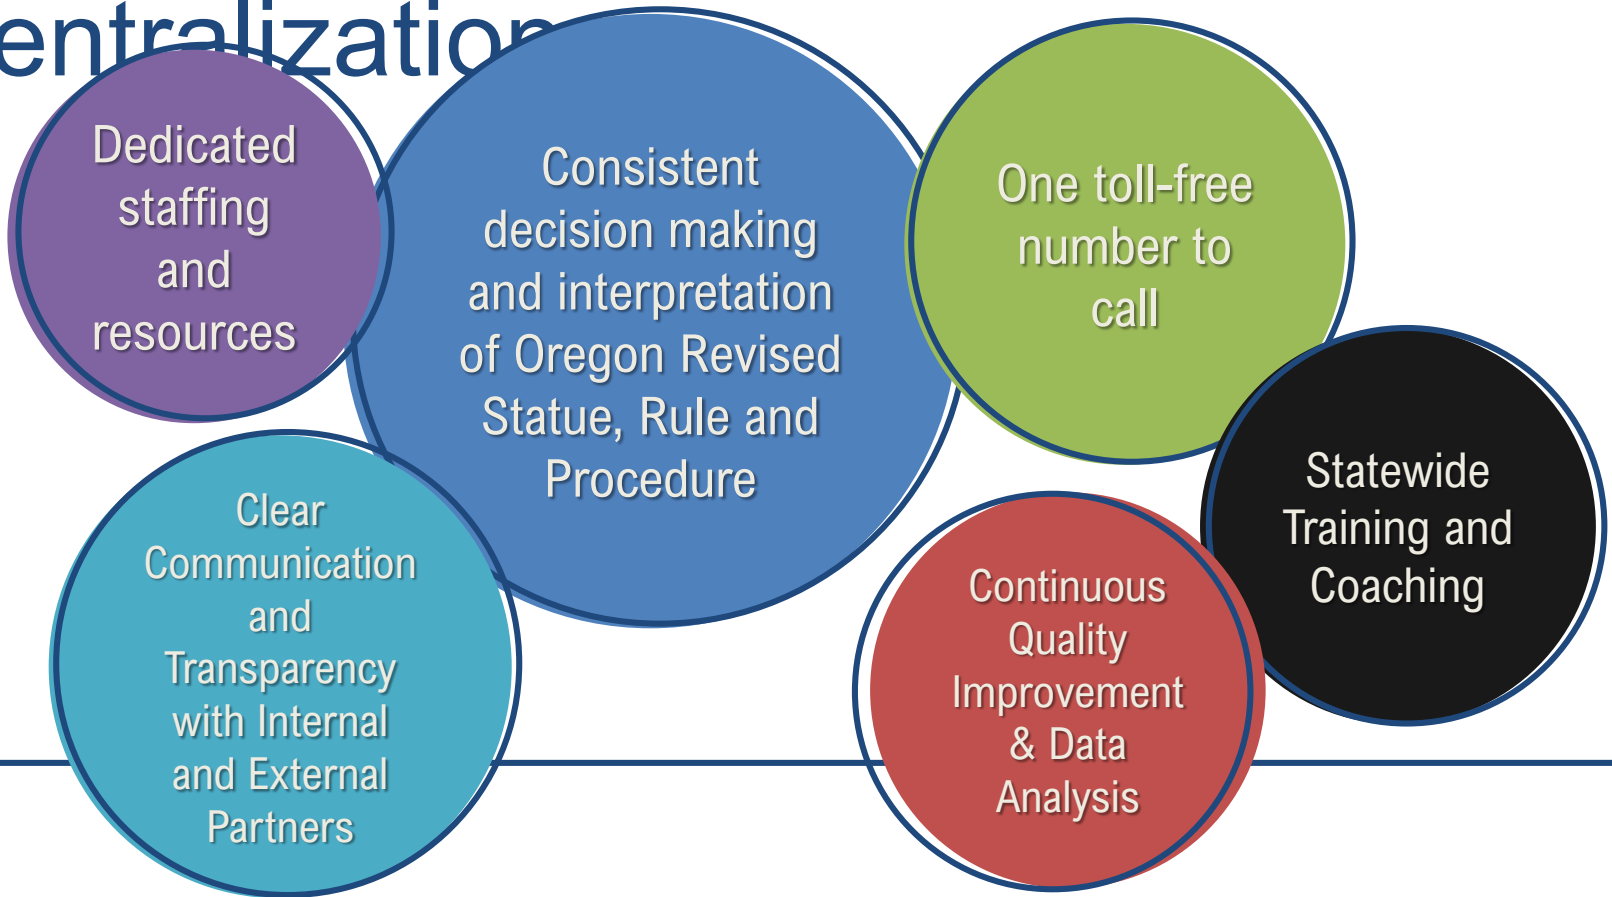 entralization
Dedicated
staffing
and
resources
Consistent
decision making
and interpretation
of Oregon Revised
Statue, Rule and
Procedure
One toll-free
number to
call
Statewide
Training and
Coaching
Clear
Communication
and
Transparency
with Internal
and External
Partners
Continuous
Quality
Improvement
& Data
Analysis